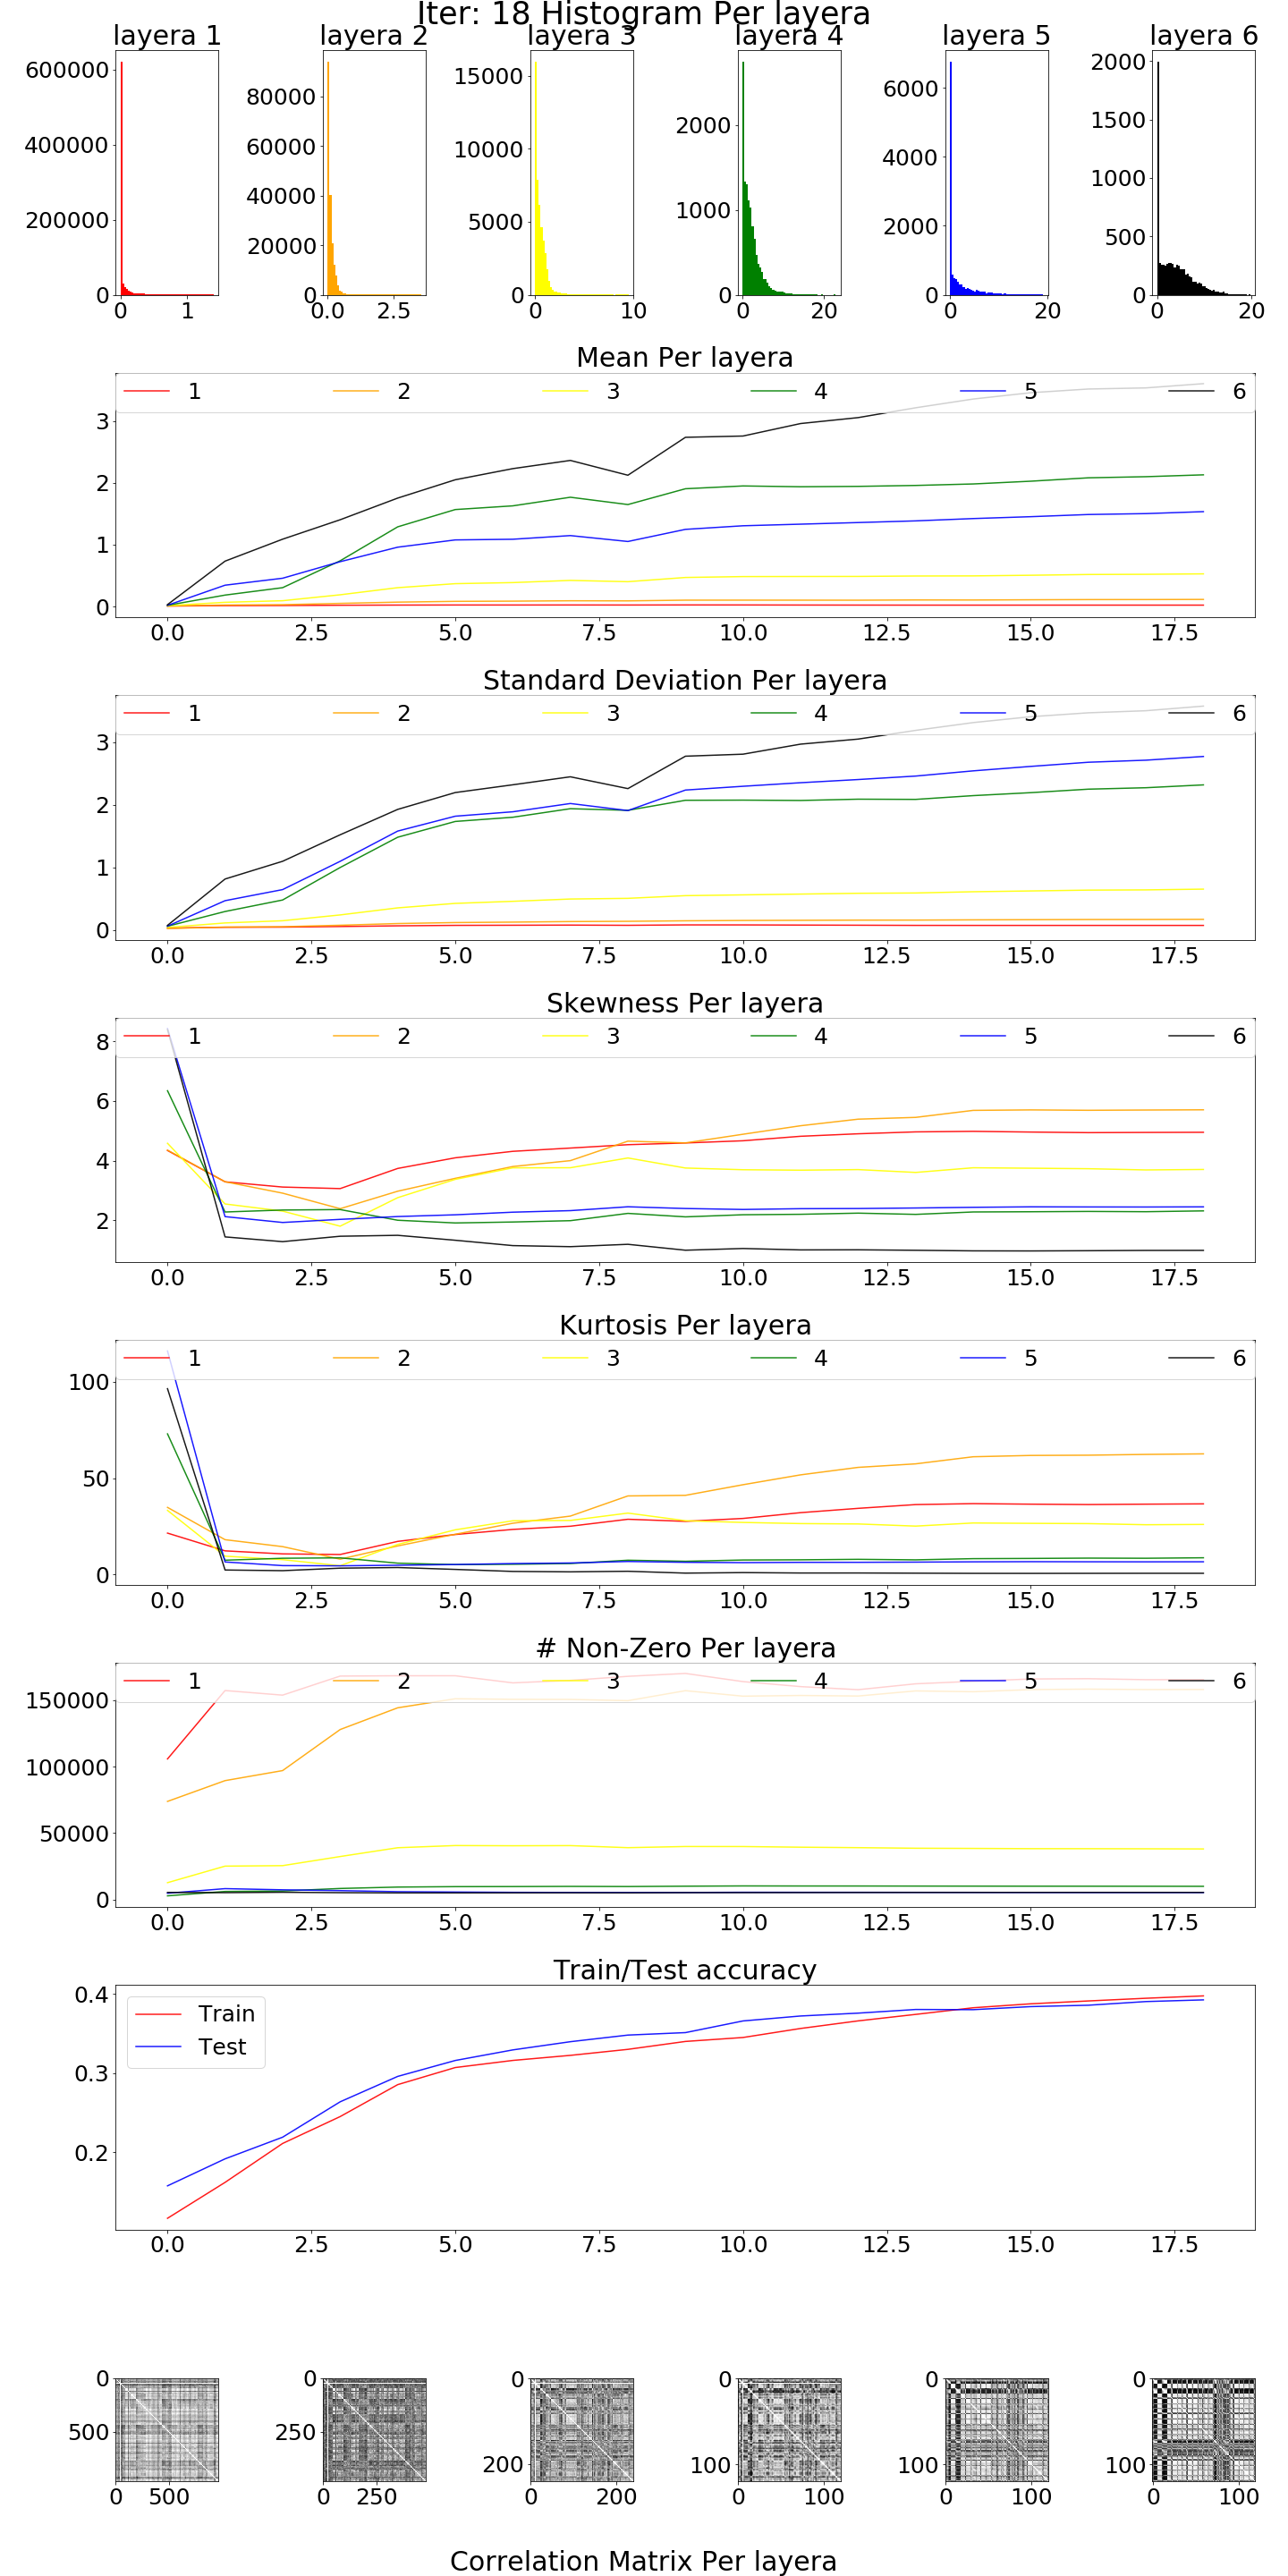 Iter: 18 Histogram Per layera
layera 1 layera 2 layera 3 layera 4 layera 5 layera 6
600000 400000 200000 0 0 1
80000 60000 40000 20000 0 0.0 2.5
15000 10000 5000 0 0 10
2000 1000 0 0 20
6000 4000 2000 0 0 20
2000 1500 1000 500 0 0 20
Mean Per layera
1 2 3 4 5 6
3
2
1
0
0.0 2.5 5.0 7.5 10.0 12.5 15.0 17.5
Standard Deviation Per layera
1 2 3 4 5 6
3
2
1
0
0.0 2.5 5.0 7.5 10.0 12.5 15.0 17.5
Skewness Per layera
1 2 3 4 5 6
8
6
4
2
0.0 2.5 5.0 7.5 10.0 12.5 15.0 17.5
Kurtosis Per layera
1 2 3 4 5 6
100
50
0
0.0 2.5 5.0 7.5 10.0 12.5 15.0 17.5
# Non-Zero Per layera
1 2 3 4 5 6
150000
100000
50000
0
0.0 2.5 5.0 7.5 10.0 12.5 15.0 17.5
Train/Test accuracy
Train
Test
0.4
0.3
0.2
0.0 2.5 5.0 7.5 10.0 12.5 15.0 17.5
0 500 0 500
0 250 0 250
0 200 0 200
0 100 0 100
0 100 0 100
0 100 0 100
Correlation Matrix Per layera